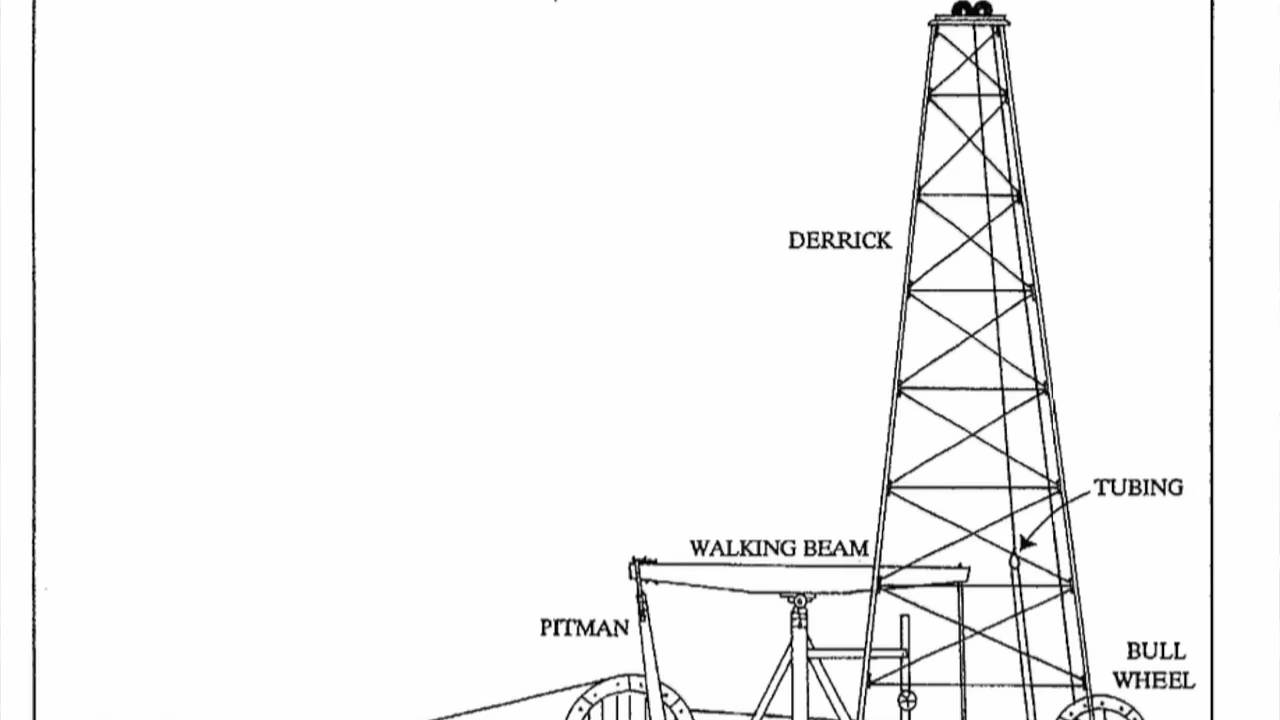 DERRICK
TUBING
WALKING BEAM
PITMAN
BULL
WHEEL